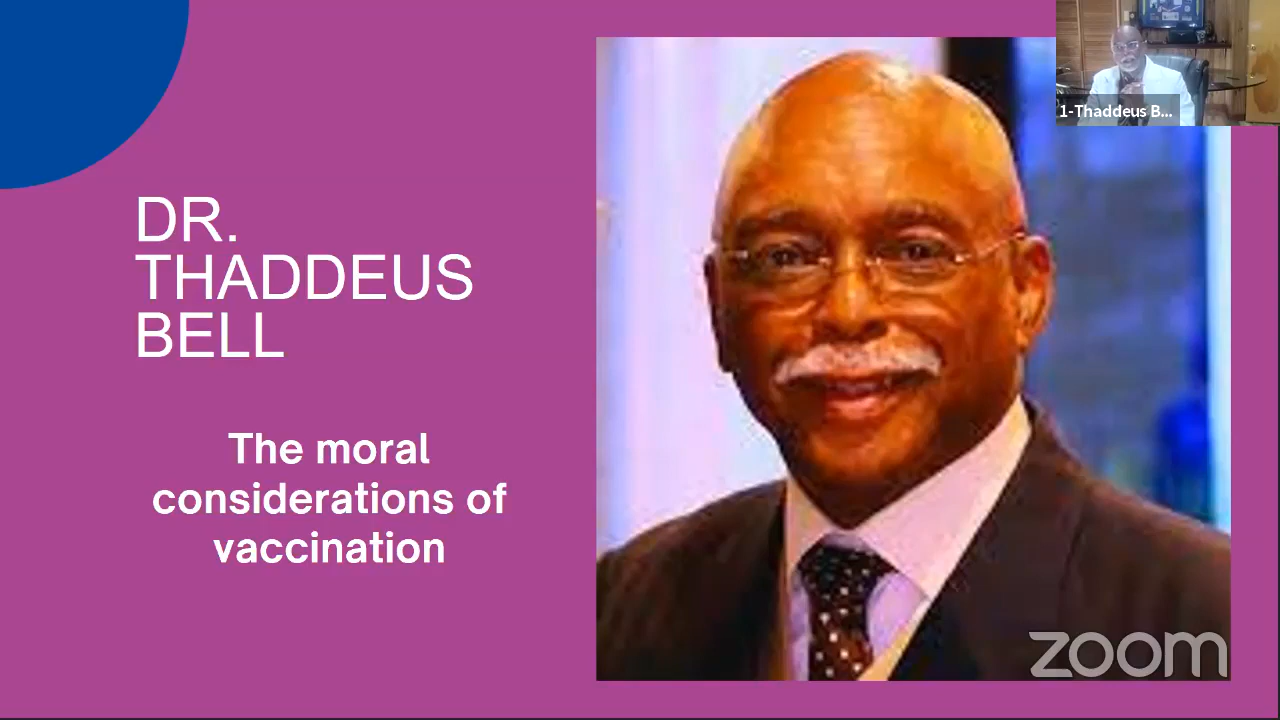 DR.
THADDEUS
BELL
The moral
considerations of
vaccination
1-Thaddeus B...
zoom